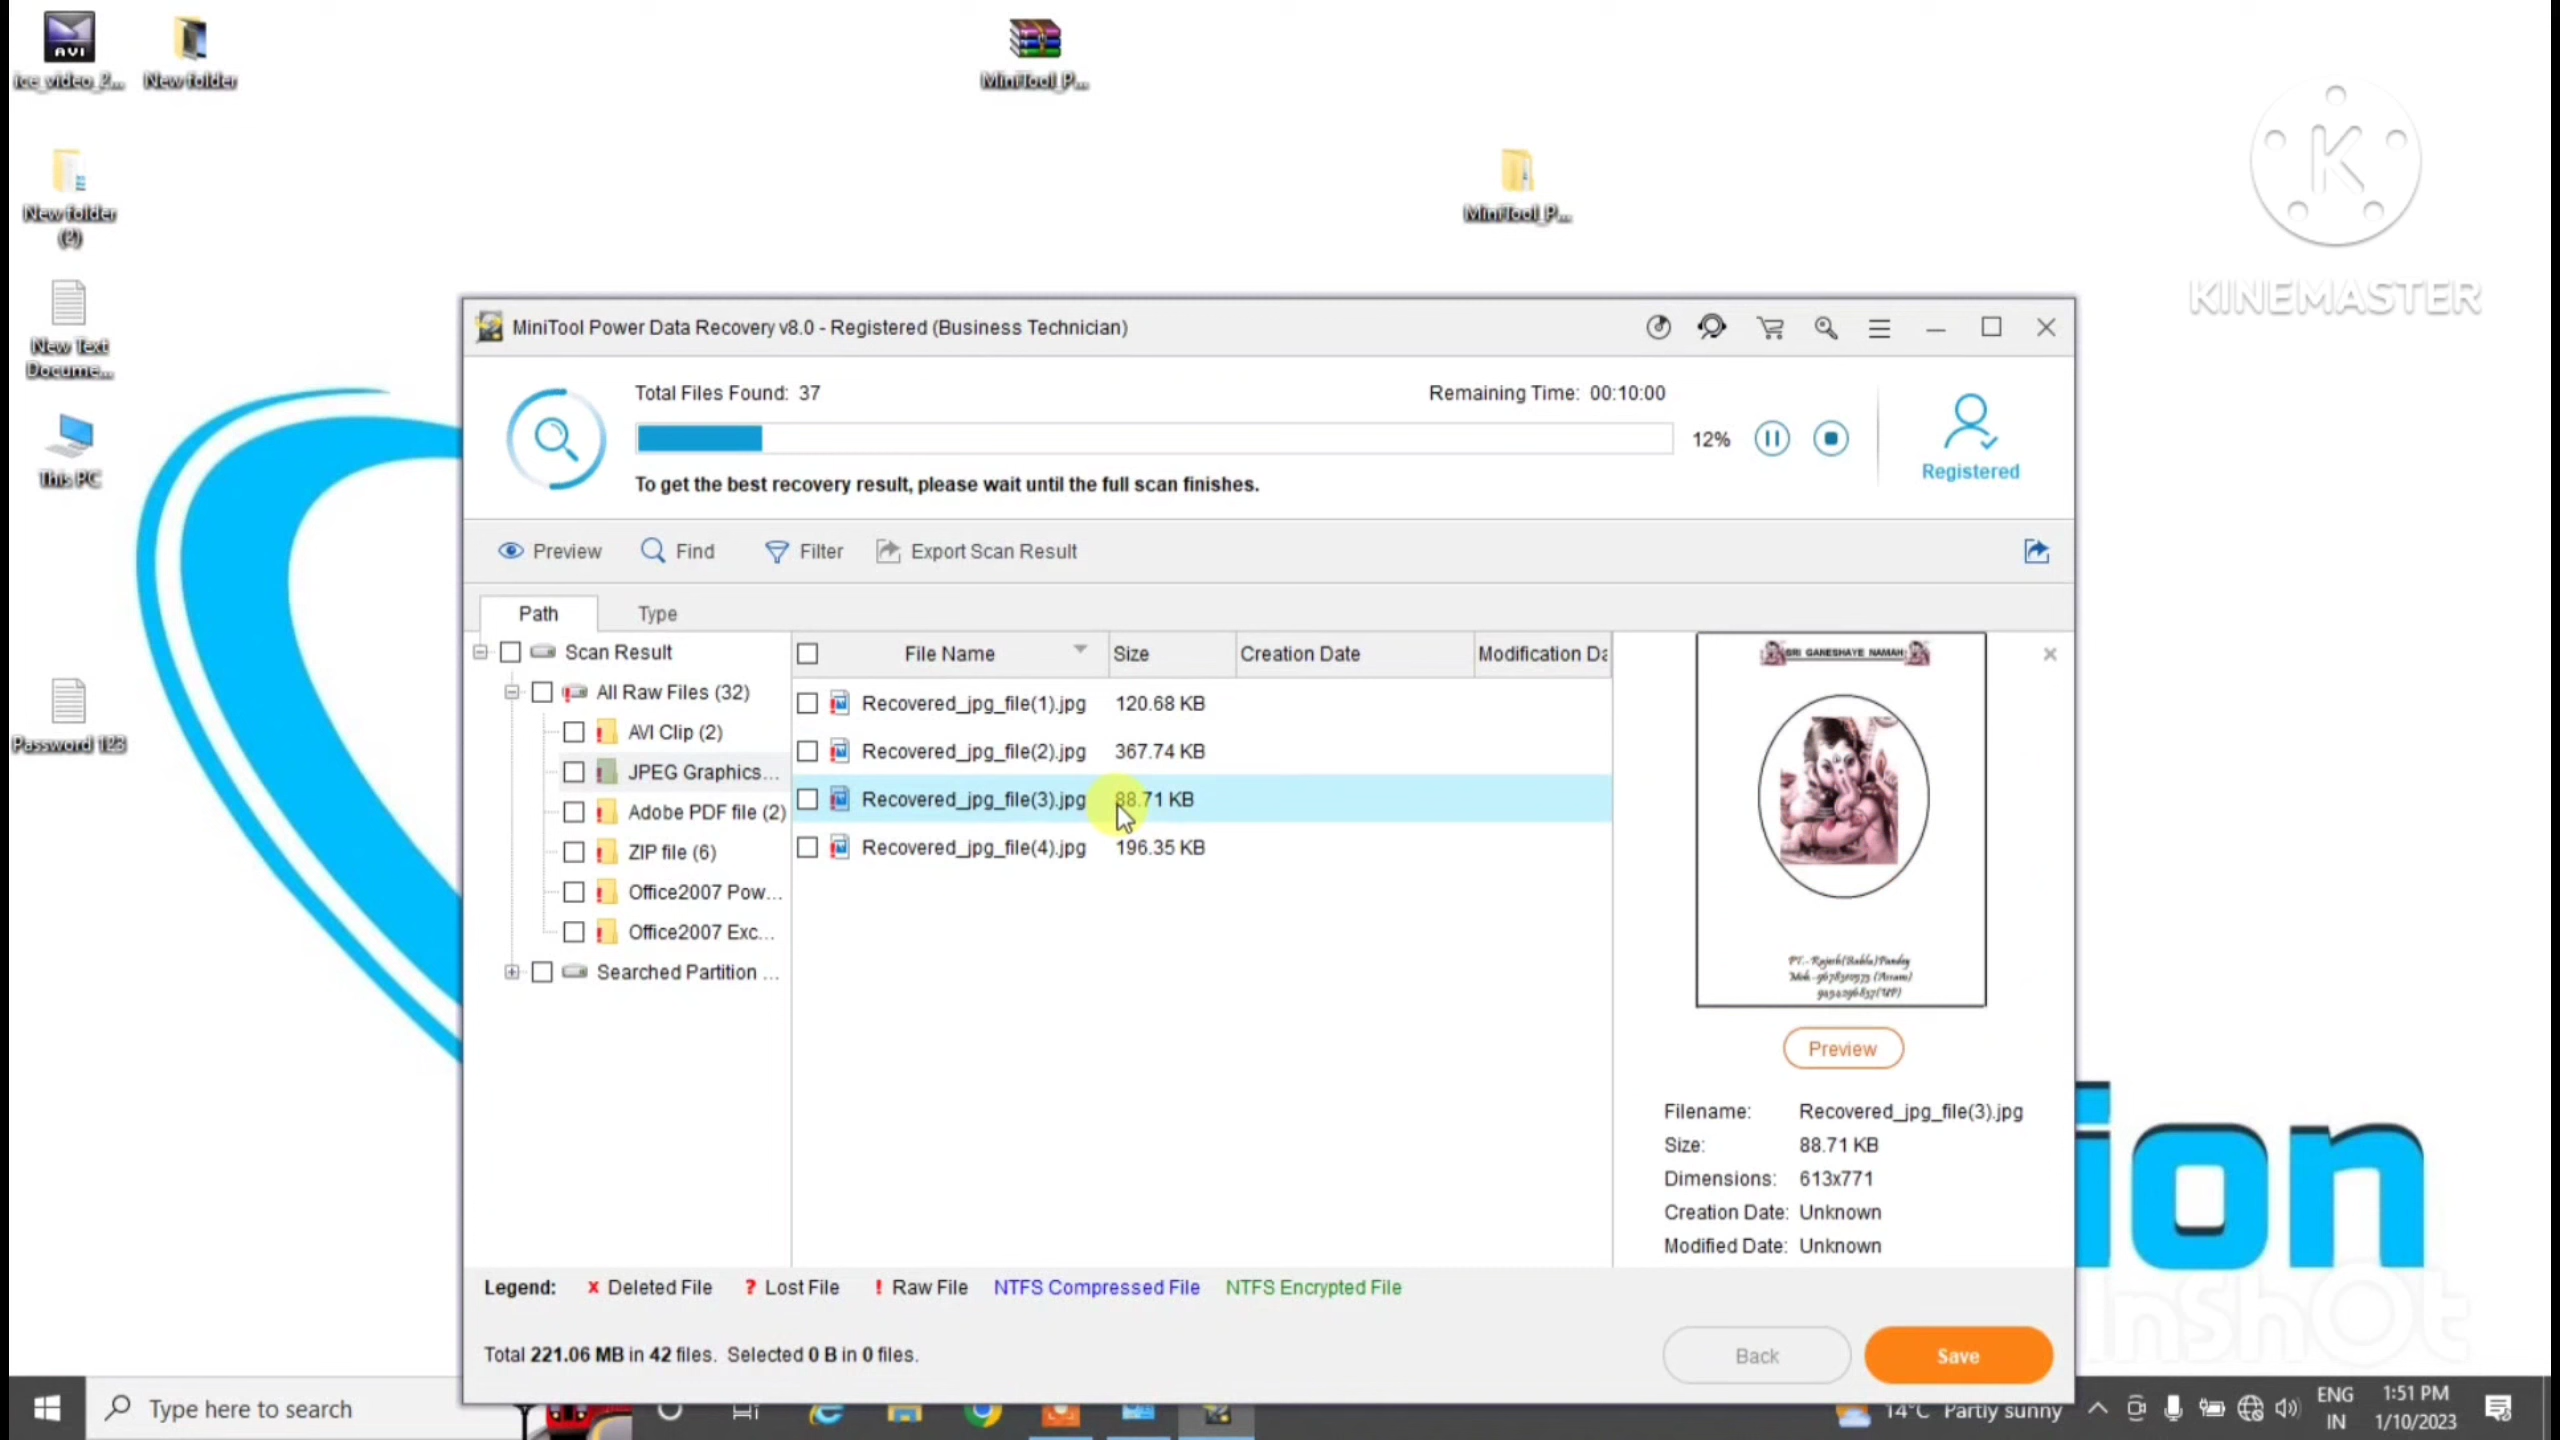 ice_video_2...
New folder
MiniTool_P...
New folder
(2)
MiniTool_P...
KINEMASTER
New Text
Docume...
This PC
Password 123
MiniTool Power Data Recovery v8.0 - Registered (Business Technician)
Total Files Found: 37
Remaining Time: 00:10:00
12%
To get the best recovery result, please wait until the full scan finishes.
Registered
Preview
Find
Filter
Export Scan Result
Path
Type
Scan Result
All Raw Files (32)
AVI Clip (2)
JPEG Graphics...
Adobe PDF file (2)
ZIP file (6)
Office2007 Pow...
Office2007 Exc...
Searched Partition ...
File Name Size Creation Date Modification Da
Recovered_jpg_file(1).jpg 120.68 KB
Recovered_jpg_file(2).jpg 367.74 KB
Recovered_jpg_file(3).jpg 88.71 KB
Recovered_jpg_file(4).jpg 196.35 KB
SRI GANESHAYE NAMAH
Preview
Filename: Recovered_jpg_file(3).jpg
Size: 88.71 KB
Dimensions: 613x771
Creation Date: Unknown
Modified Date: Unknown
ion
InShOt
Legend: x Deleted File ? Lost File ! Raw File NTFS Compressed File NTFS Encrypted File
Total 221.06 MB in 42 files. Selected 0 B in 0 files.
Back
Save
Type here to search
14°C Partly sunny
ENG
IN
1:51 PM
1/10/2023